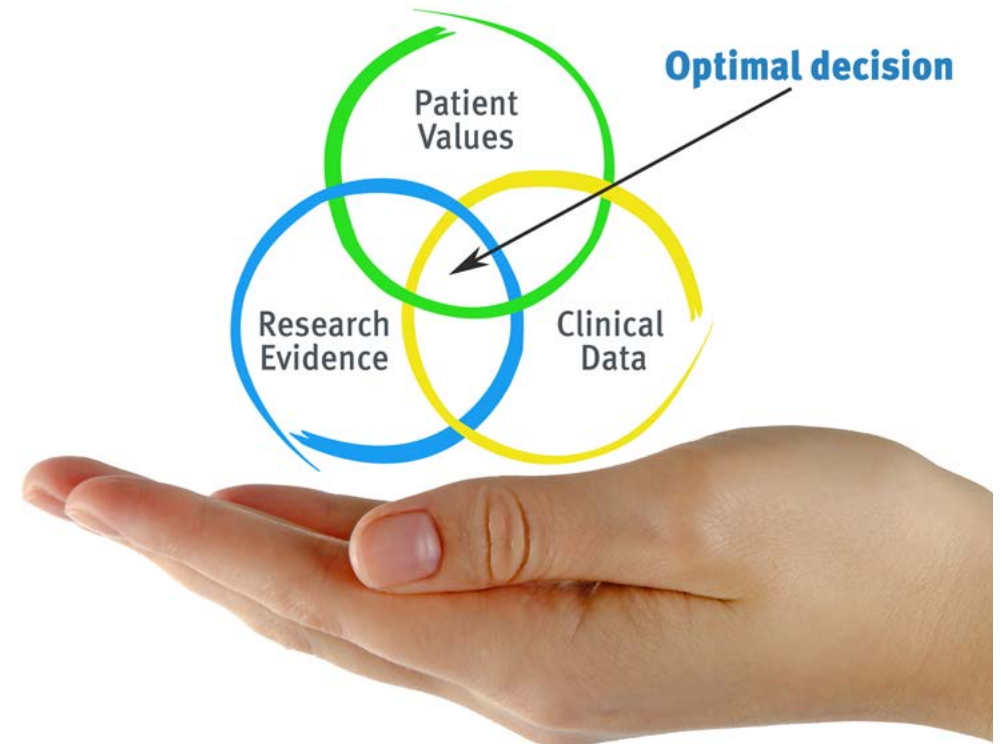 Optimal decision
Patient
Values
Research
Evidence
Clinical
Data